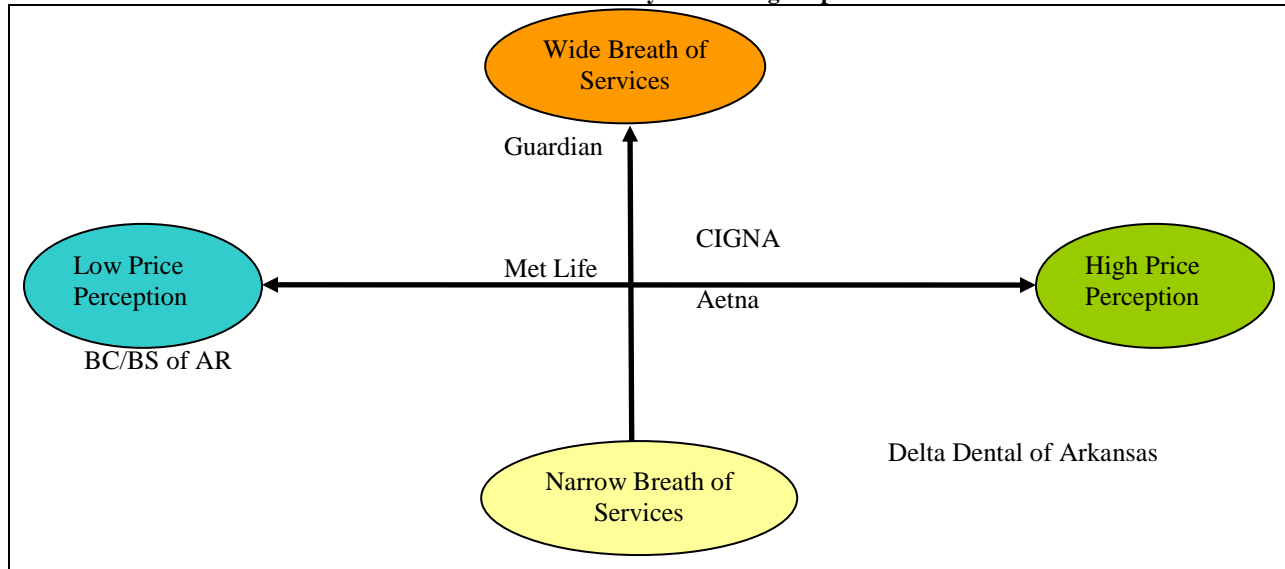 Wide Breath of
Services
Guardian
CIGNA
Low Price
Perception
Met Life
High Price
Perception
Aetna
BC/BS of AR
Delta Dental of Arkansas
Narrow Breath of
Services